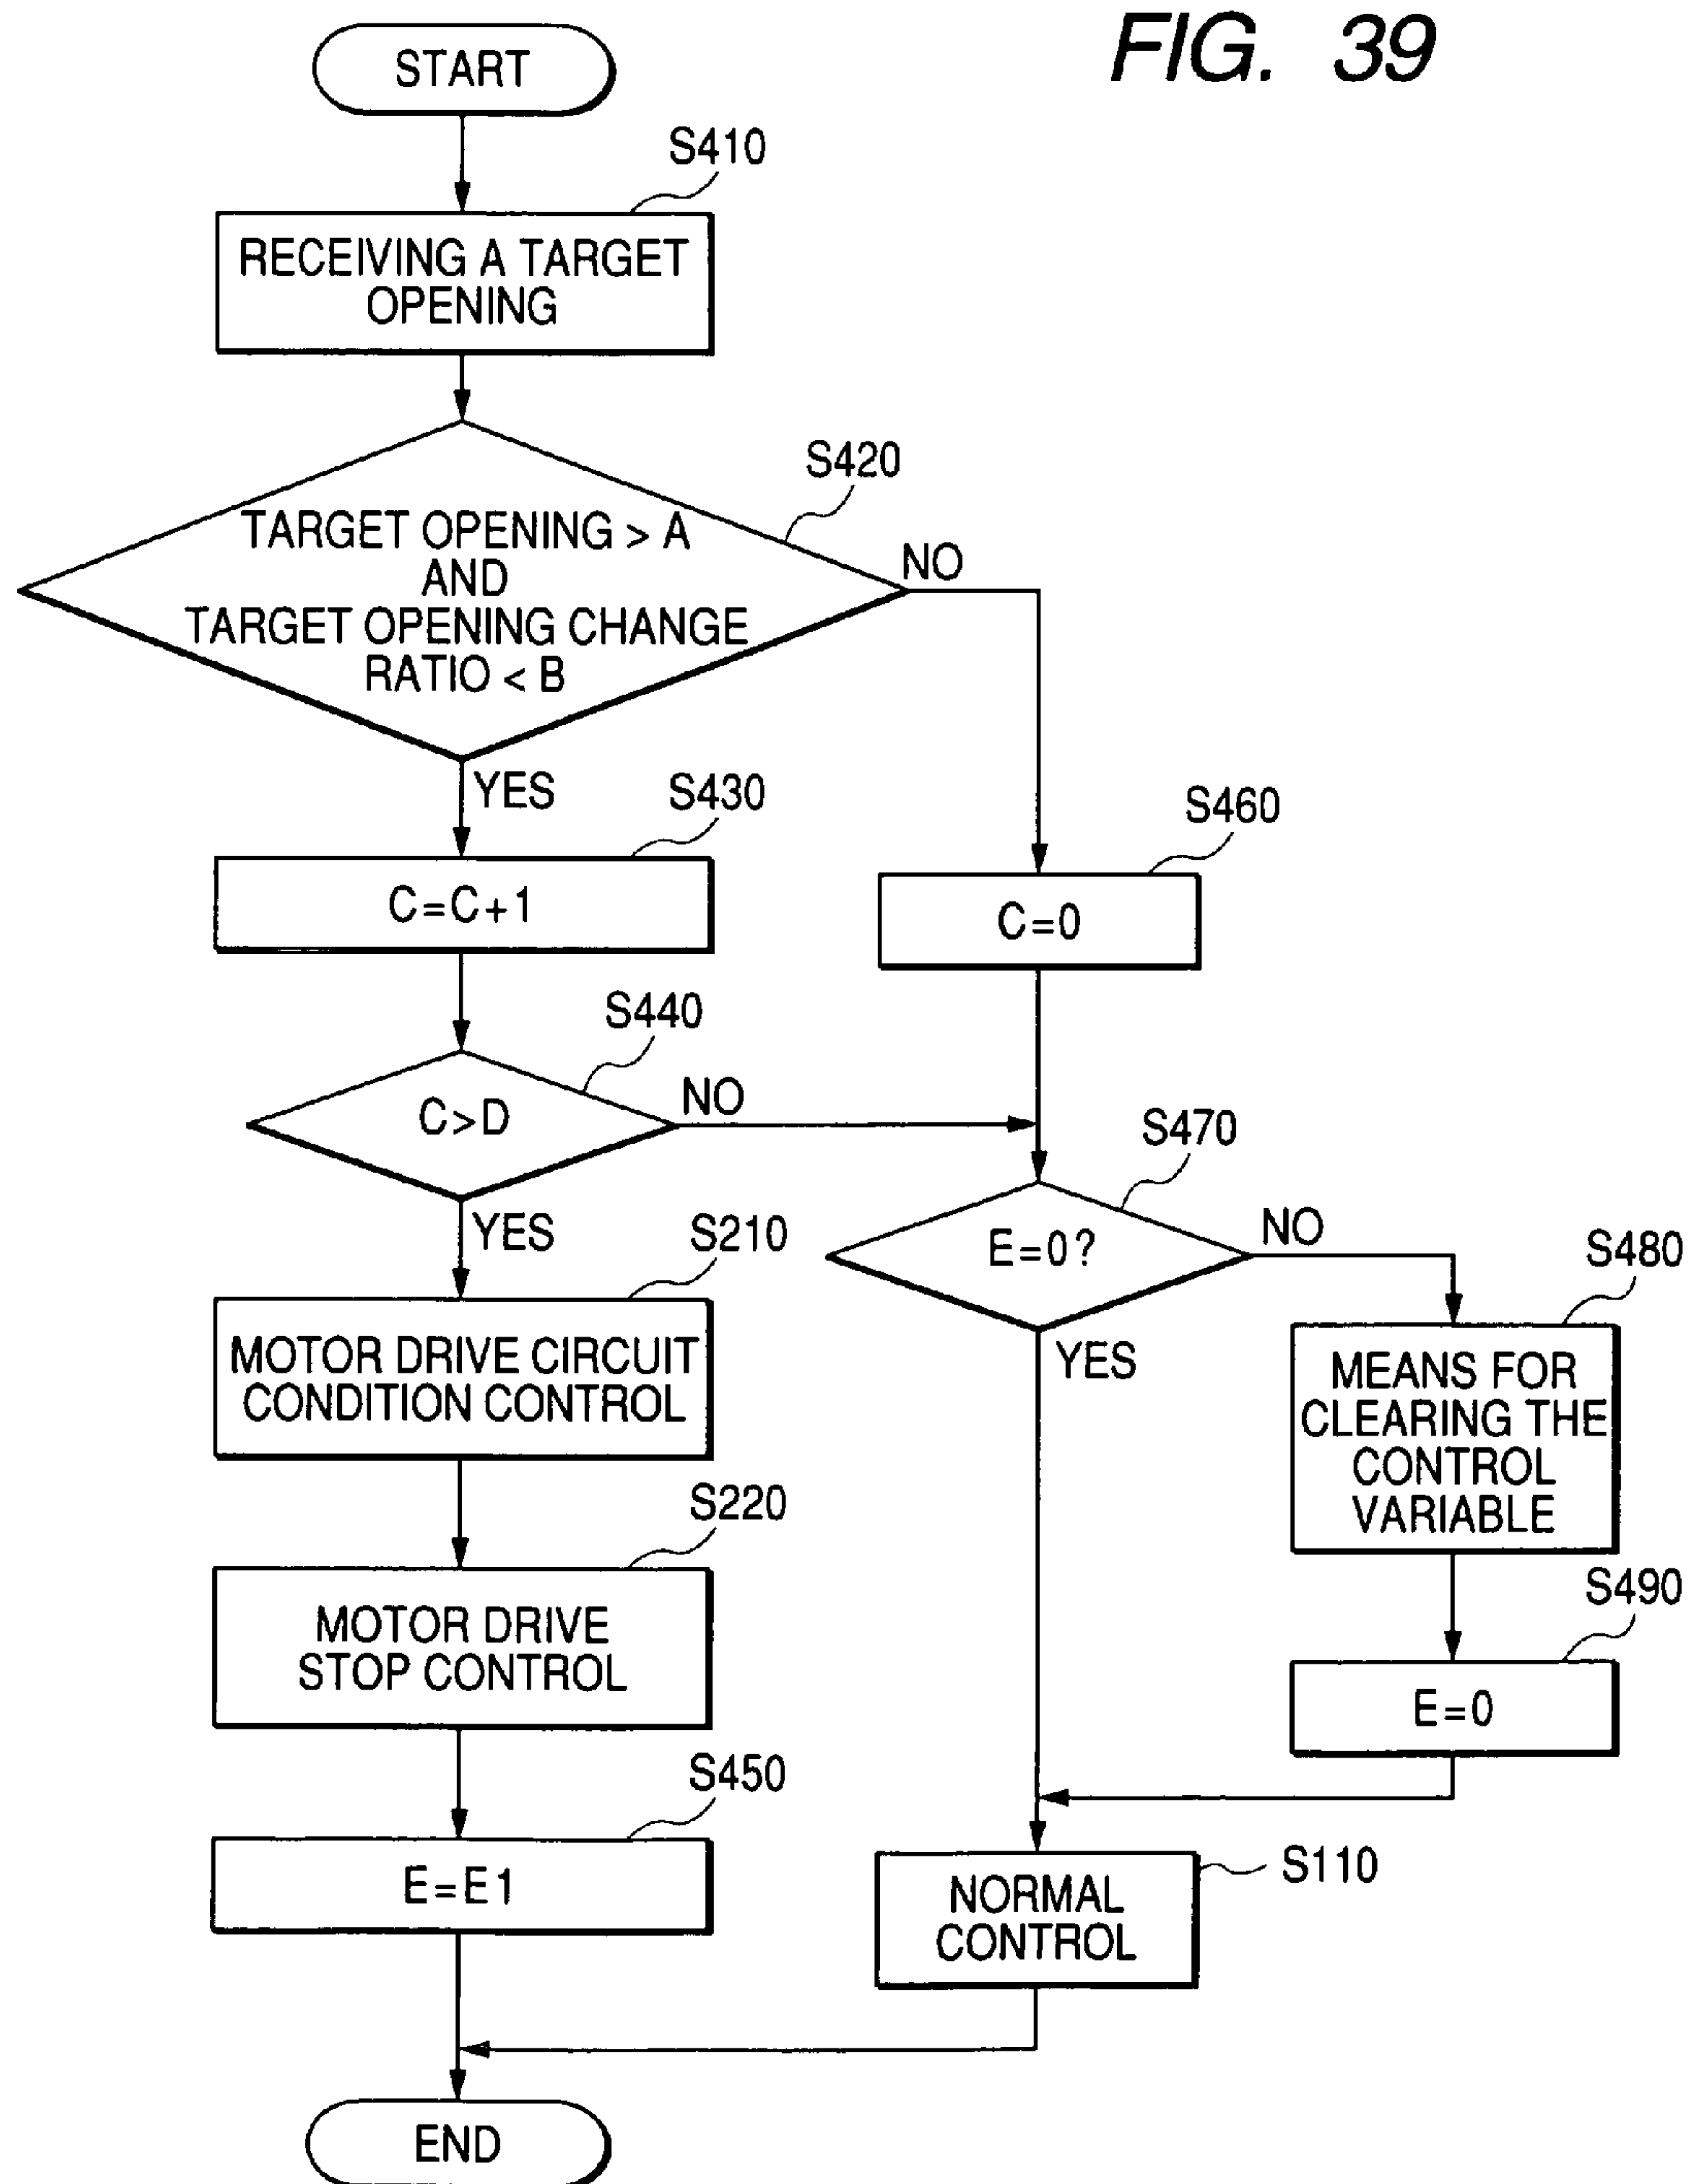 FIG. 39
START
S410
RECEIVING A TARGET
OPENING
S420
TARGET OPENING > A
AND
TARGET OPENING CHANGE
RATIO < B
NO
YES
S430
C=C+1
S460
C=0
S440
C>D
NO
YES
S470
E=0?
NO
YES
S210
MOTOR DRIVE CIRCUIT
CONDITION CONTROL
S480
MEANS FOR
CLEARING THE
CONTROL
VARIABLE
S220
MOTOR DRIVE
STOP CONTROL
S490
E=0
S450
E=E1
S110
NORMAL
CONTROL
END